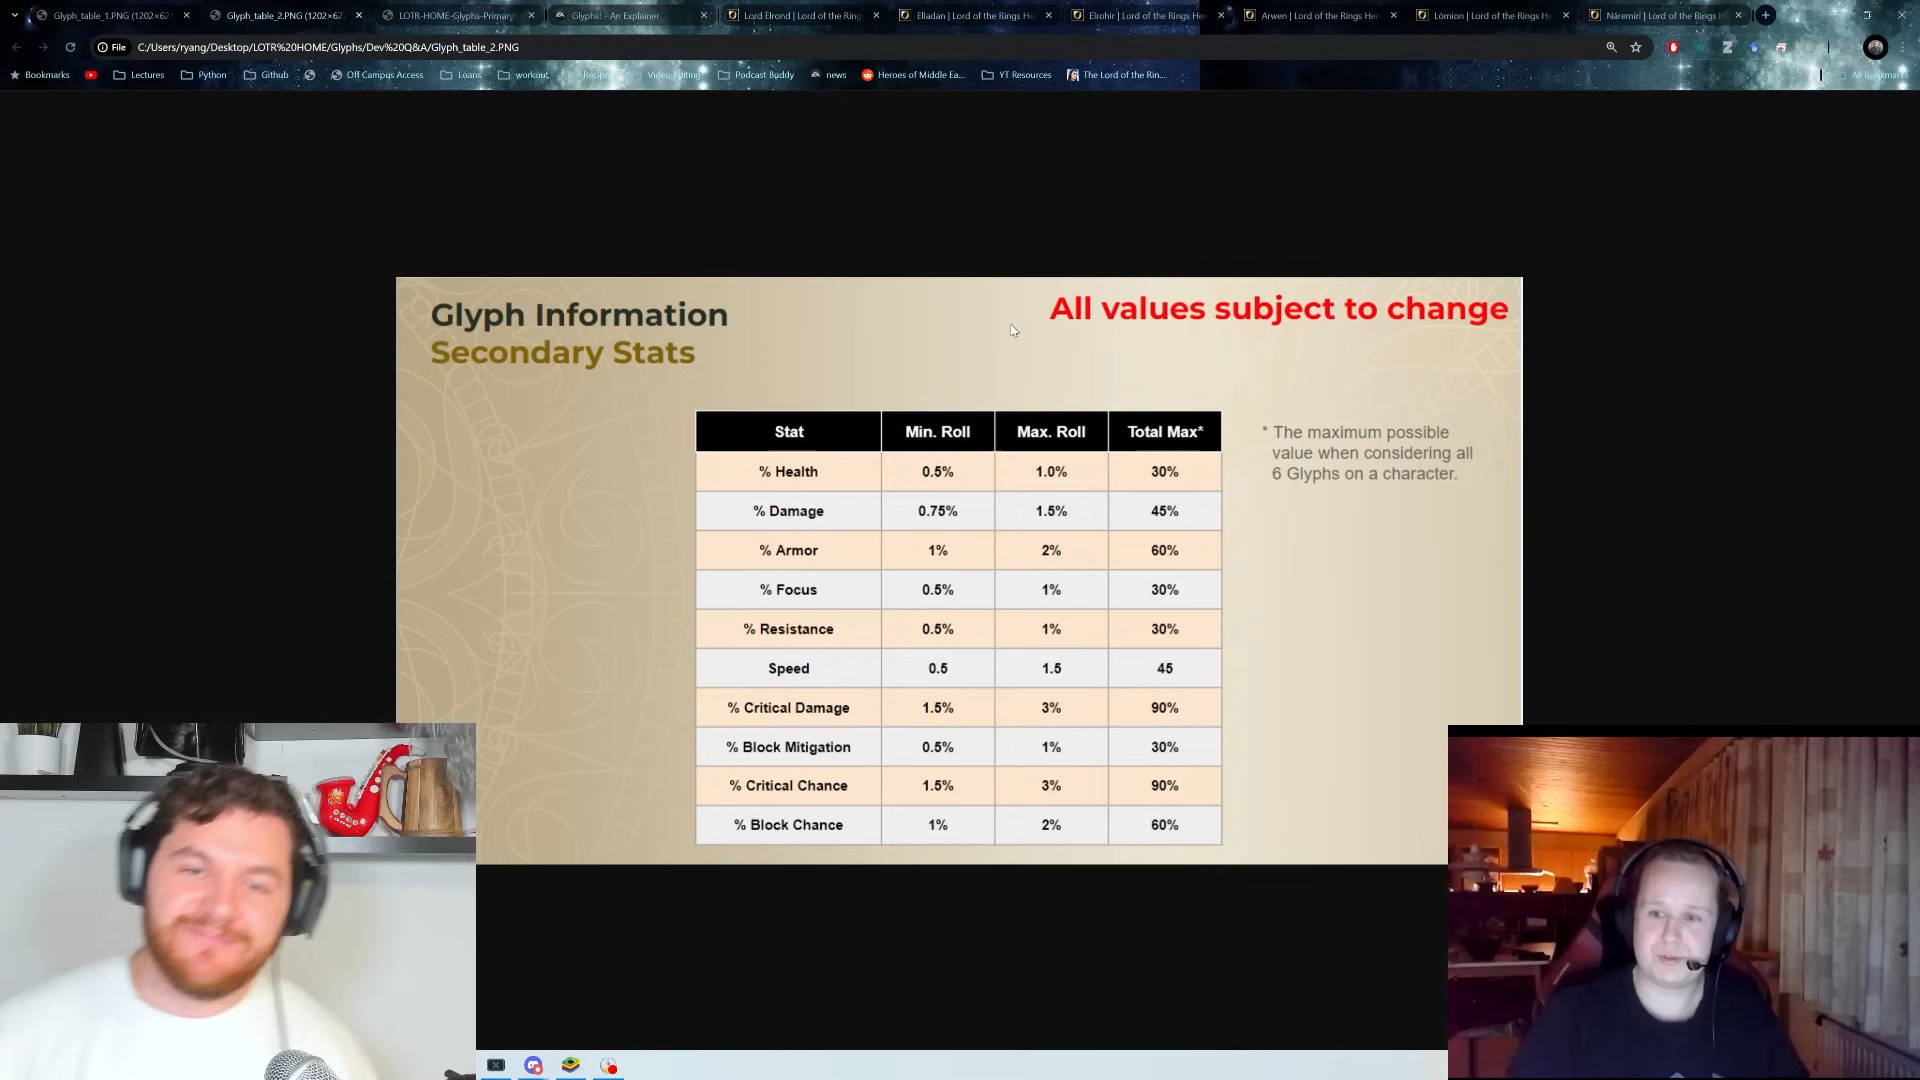 Glyph_table_1.PNG (1202×62
Glyph_table_2.PNG (1202×62
LOTR-HOME-Glyphs-Primary
Glyphs! - An Explainer
Lord Elrond | Lord of the Ring
Elladan | Lord of the Rings He
Elrohir | Lord of the Rings He
Arwen | Lord of the Rings He
Lómion | Lord of the Rings He
Náremírì | Lord of the Rings H
File
C:/Users/ryang/Desktop/LOTR%20HOME/Glyphs/Dev%20Q&A/Glyph_table_2.PNG
Bookmarks
Lectures
Python
Github
Off Campus Access
Loans
workout
Recipe
Video Editing
Podcast Buddy
news
Heroes of Middle Ea...
YT Resources
The Lord of the Rin...
All Bookmarks
Glyph Information
Secondary Stats
All values subject to change
Stat Min. Roll Max. Roll Total Max*
% Health 0.5% 1.0% 30%
% Damage 0.75% 1.5% 45%
% Armor 1% 2% 60%
% Focus 0.5% 1% 30%
% Resistance 0.5% 1% 30%
Speed 0.5 1.5 45
% Critical Damage 1.5% 3% 90%
% Block Mitigation 0.5% 1% 30%
% Critical Chance 1.5% 3% 90%
% Block Chance 1% 2% 60%
* The maximum possible
value when considering all
6 Glyphs on a character.